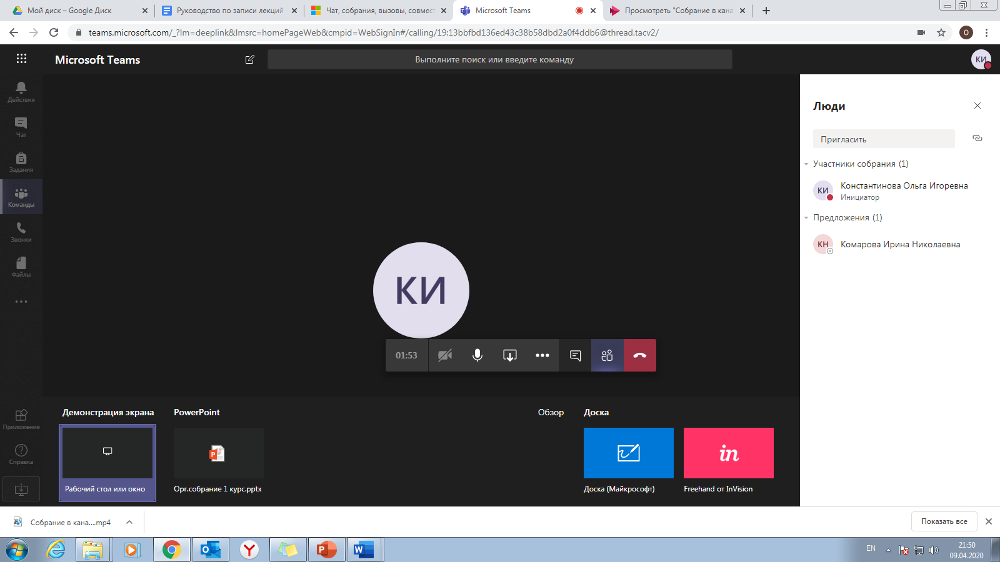 Мой диск – Google Диск
Руководство по записи лекций
Чат, собрания, вызовы, совмест
Microsoft Teams
Просмотреть "Собрание в кана
teams.microsoft.com/_?lm=deeplink&lmsrc=homePageWeb&cmpid=WebSignIn#/calling/19:13bbfbd136ed43c38b58dbd2a0f4ddb6@thread.tacv2/
O
Microsoft Teams
Выполните поиск или введите команду
КИ
Действия
Чат
Задания
Команды
Звонки
Файлы
Приложения
Справка
КИ
01:53
Люди
Пригласить
Участники собрания (1)
КИ
Константинова Ольга Игоревна
Инициатор
Предложения (1)
КН
Комарова Ирина Николаевна
Демонстрация экрана
PowerPoint
Обзор
Доска
P
in
Рабочий стол или окно
Орг.собрание 1 курс.pptx
Доска (Майкрософт)
Freehand от InVision
Собрание в кана....mp4
Показать все
EN
21:50
09.04.2020